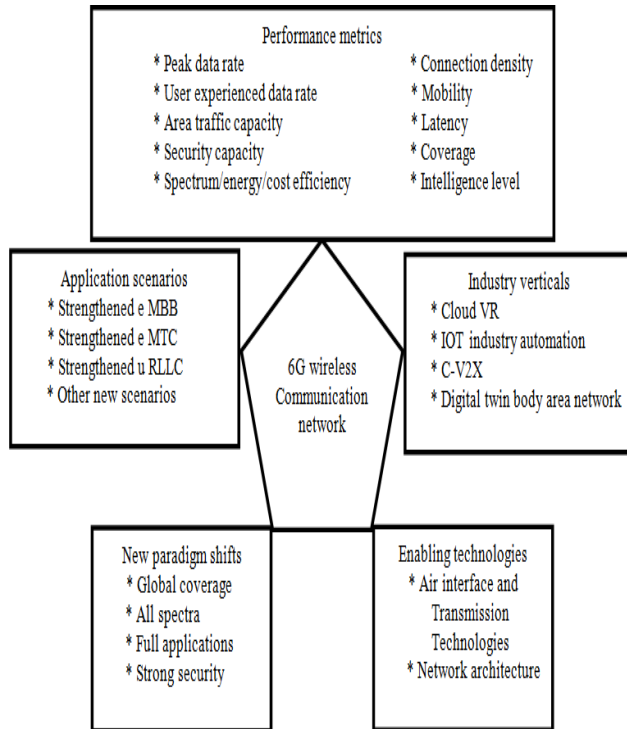 Performance metrics
* Peak data rate
* User experienced data rate
* Area traffic capacity
* Security capacity
* Spectrum/energy/cost efficiency
* Connection density
* Mobility
* Latency
* Coverage
* Intelligence level
Application scenarios
* Strengthened e MBB
* Strengthened e MTC
* Strengthened u RLLC
* Other new scenarios
6G wireless
Communication
network
Industry verticals
* Cloud VR
* IOT industry automation
* C-V2X
* Digital twin body area network
New paradigm shifts
* Global coverage
* All spectra
* Full applications
* Strong security
Enabling technologies
* Air interface and
Transmission
Technologies
* Network architecture